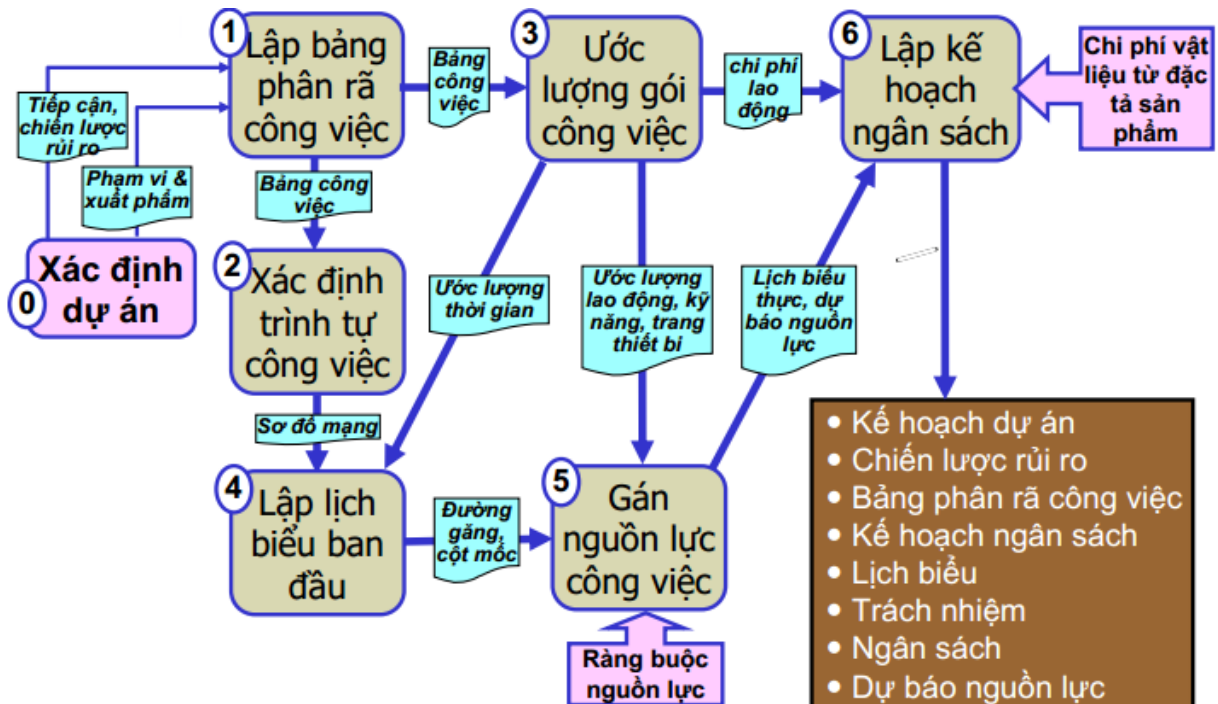 1
Lập bảng
phân rã
công việc
Bảng
công
việc
3
Ước
lượng gói
công việc
chi phí
lao
động
6
Lập kế
hoạch
ngân sách
Chi phí vật
liệu từ đặc
tả sản
phẩm
Tiếp cận,
chiến lược
rủi ro
Phạm vi &
xuất phẩm
Bảng công
việc
0
Xác định
dự án
2
Xác định
trình tự
công việc
Ước lượng
thời gian
Ước lượng
lao động, kỹ
năng, trang
thiết bi
Lịch biểu
thực, dự
báo nguồn
lực
Sơ đồ mạng
4
Lập lịch
biểu ban
đầu
Đường
găng,
cột mốc
5
Gán
nguồn lực
công việc
Ràng buộc
nguồn lực
• Kế hoạch dự án
• Chiến lược rủi ro
• Bảng phân rã công việc
• Kế hoạch ngân sách
• Lịch biểu
• Trách nhiệm
• Ngân sách
• Dự báo nguồn lực